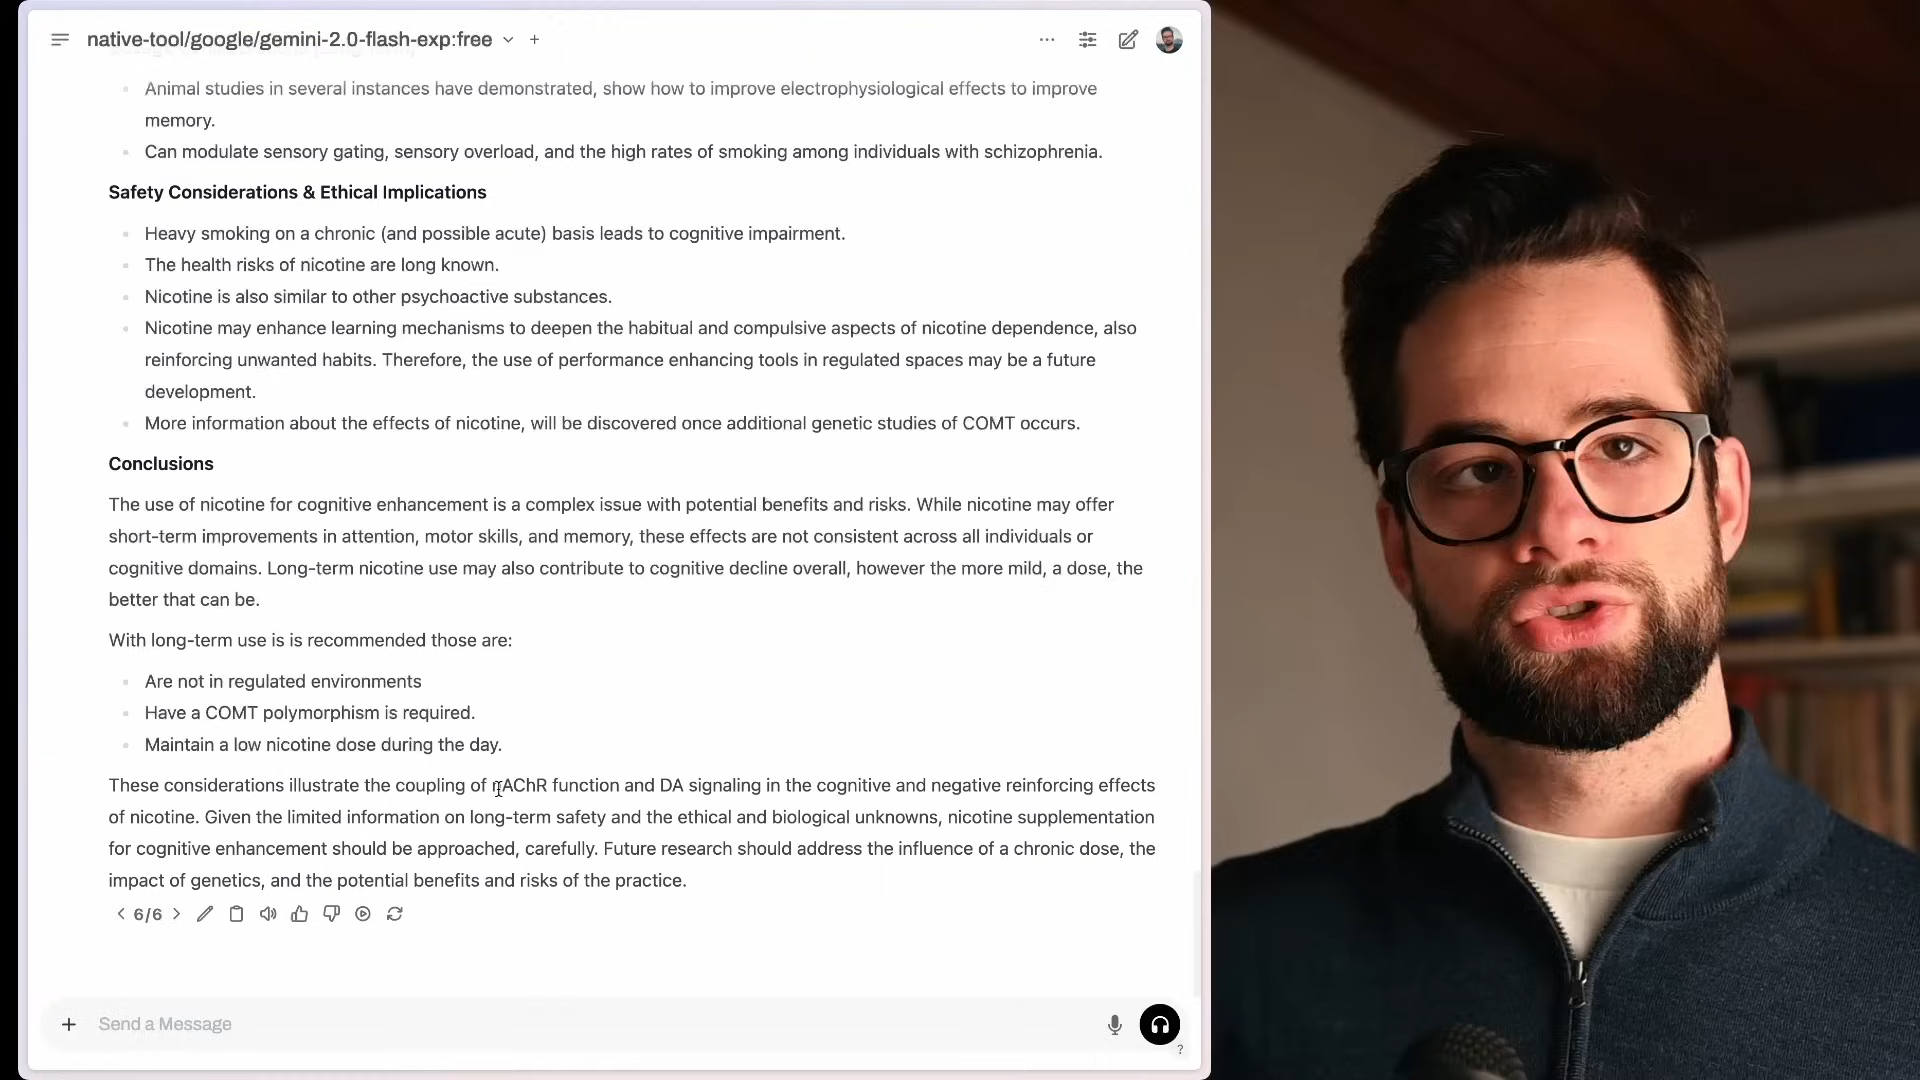 native-tool/google/gemini-2.0-flash-exp:free
Animal studies in several instances have demonstrated, show how to improve electrophysiological effects to improve
memory.
Can modulate sensory gating, sensory overload, and the high rates of smoking among individuals with schizophrenia.
Safety Considerations & Ethical Implications
Heavy smoking on a chronic (and possible acute) basis leads to cognitive impairment.
The health risks of nicotine are long known.
Nicotine is also similar to other psychoactive substances.
Nicotine may enhance learning mechanisms to deepen the habitual and compulsive aspects of nicotine dependence, also
reinforcing unwanted habits. Therefore, the use of performance enhancing tools in regulated spaces may be a future
development.
More information about the effects of nicotine, will be discovered once additional genetic studies of COMT occurs.
Conclusions
The use of nicotine for cognitive enhancement is a complex issue with potential benefits and risks. While nicotine may offer
short-term improvements in attention, motor skills, and memory, these effects are not consistent across all individuals or
cognitive domains. Long-term nicotine use may also contribute to cognitive decline overall, however the more mild, a dose, the
better that can be.
With long-term use is is recommended those are:
Are not in regulated environments
Have a COMT polymorphism is required.
Maintain a low nicotine dose during the day.
These considerations illustrate the coupling of nAChR function and DA signaling in the cognitive and negative reinforcing effects
of nicotine. Given the limited information on long-term safety and the ethical and biological unknowns, nicotine supplementation
for cognitive enhancement should be approached, carefully. Future research should address the influence of a chronic dose, the
impact of genetics, and the potential benefits and risks of the practice.
6/6
Send a Message
?